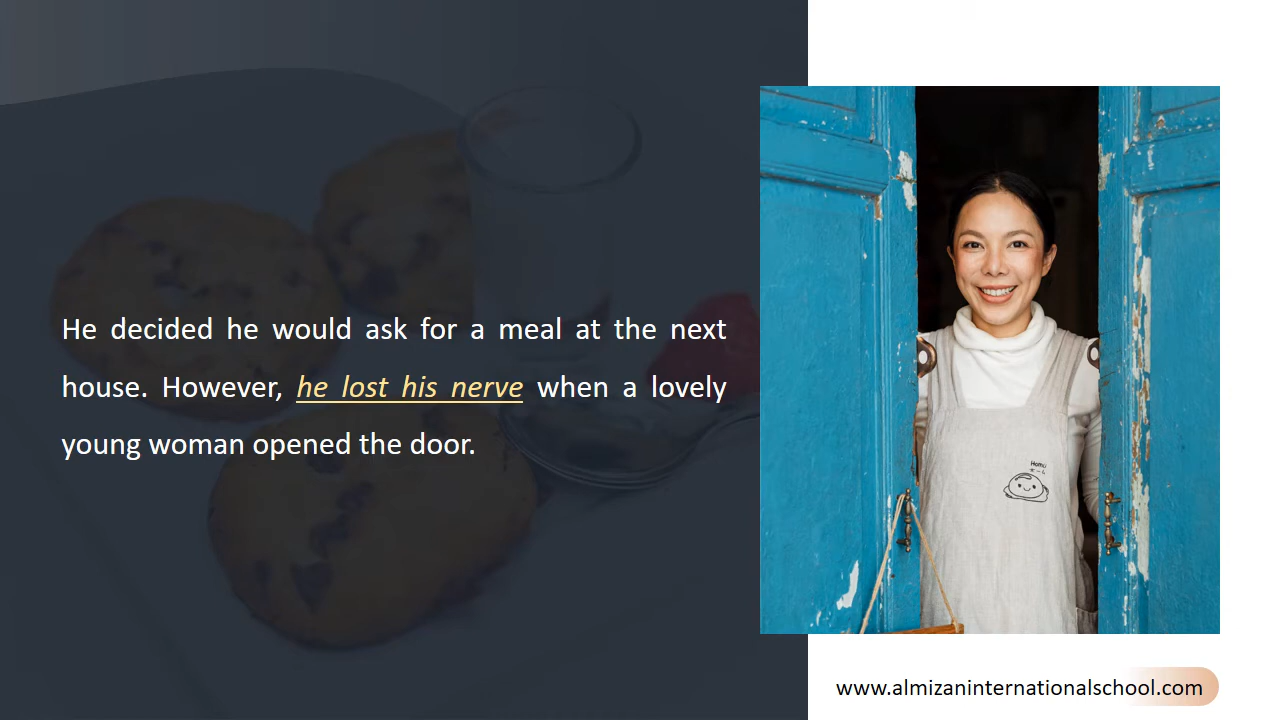 He decided he would ask for a meal at the next
house. However, he lost his nerve when a lovely
young woman opened the door.
Homu
www.almizaninternationalschool.com